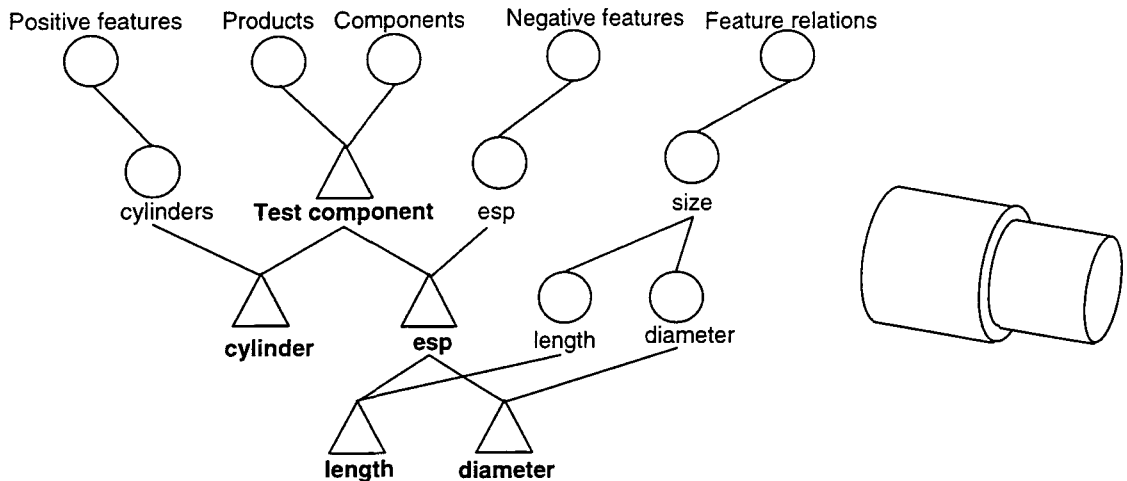 Positive features
Products
Components
Negative features
Feature relations
cylinders
Test component
esp
size
cylinder
esp
length
diameter
length
diameter